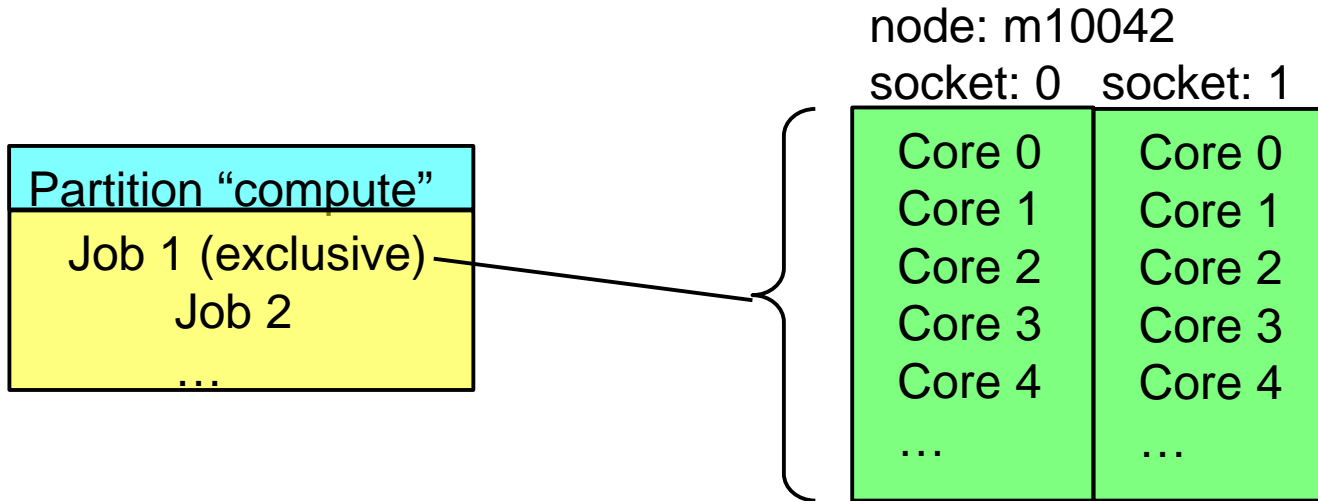 node: m10042
socket: 0 socket: 1
Partition “compute”
Job 1 (exclusive)
Job 2
…
Core 0
Core 1
Core 2
Core 3
Core 4
…
Core 0
Core 1
Core 2
Core 3
Core 4
…